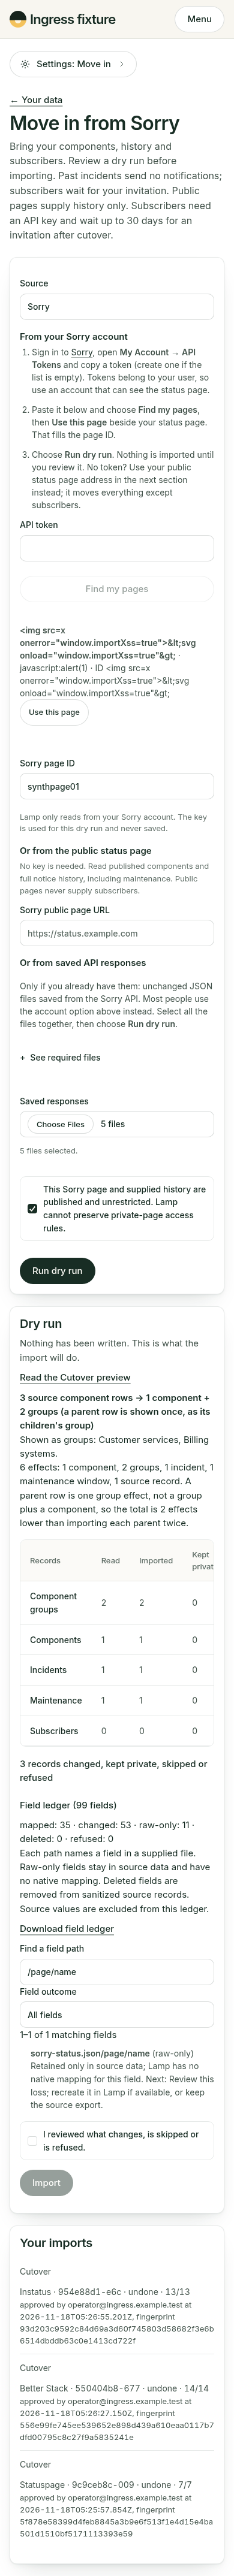 Ingress fixture
Menu
Settings: Move in
← Your data
Move in from Sorry
Bring your components, history and
subscribers. Review a dry run before
importing. Past incidents send no notifications;
subscribers wait for your invitation. Public
pages supply history only. Subscribers need
an API key and wait up to 30 days for an
invitation after cutover.
Source
Sorry
From your Sorry account
1. Sign in to Sorry, open My Account → API
Tokens and copy a token (create one if the
list is empty). Tokens belong to your user, so
use an account that can see the status page.
2. Paste it below and choose Find my pages,
then Use this page beside your status page.
That fills the page ID.
3. Choose Run dry run. Nothing is imported until
you review it. No token? Use your public
status page address in the next section
instead; it moves everything except
subscribers.
API token
Find my pages
<img src=x
onerror="window.importXss=true">&lt;svg
onload="window.importXss=true"&gt; ·
javascript:alert(1) · ID <img src=x
onerror="window.importXss=true">&lt;svg
onload="window.importXss=true"&gt;
Use this page
Sorry page ID
synthpage01
Lamp only reads from your Sorry account. The key
is used for this dry run and never saved.
Or from the public status page
No key is needed. Read published components and
full notice history, including maintenance. Public
pages never supply subscribers.
Sorry public page URL
https://status.example.com
Or from saved API responses
Only if you already have them: unchanged JSON
files saved from the Sorry API. Most people use
the account option above instead. Select all the
files together, then choose Run dry run.
+ See required files
Saved responses
Choose Files 5 files
5 files selected.
This Sorry page and supplied history are
public and unrestricted. Lamp
cannot preserve private-page access
rules.
Run dry run
Dry run
Nothing has been written. This is what the
import will do.
Read the Cutover preview
3 source component rows → 1 component +
2 groups (a parent row is shown once, as its
children's group)
Shown as groups: Customer services, Billing
systems.
6 effects: 1 component, 2 groups, 1 incident, 1
maintenance window, 1 source record. A
parent row is one group effect, not a group
plus a component, so the total is 2 effects
lower than importing each parent twice.
Records Read Imported Kept privat
Component groups 2 2 0
Components 1 1 0
Incidents 1 1 0
Maintenance 1 1 0
Subscribers 0 0 0
3 records changed, kept private, skipped or
refused
Field ledger (99 fields)
mapped: 35 · changed: 53 · raw-only: 11 ·
deleted: 0 · refused: 0
Each path names a field in a supplied file.
Raw-only fields stay in source data and have
no native mapping. Deleted fields are
removed from sanitized source records.
Source values are excluded from this ledger.
Download field ledger
Find a field path
/page/name
Field outcome
All fields
1–1 of 1 matching fields
sorry-status.json/page/name (raw-only)
Retained only in source data; Lamp has no
native mapping for this field. Next: Review this
loss; recreate it in Lamp if available, or keep
the source export.
I reviewed what changes, is skipped or
is refused.
Import
Your imports
Cutover
Instatus · 954e88d1-e6c · undone · 13/13
approved by operator@ingress.example.test at
2026-11-18T05:26:55.201Z, fingerprint
93d203c9592c84d69a3d60f745803d58682f3e6b
6514dbddb63c0e1413cd722f
Cutover
Better Stack · 550404b8-677 · undone · 14/14
approved by operator@ingress.example.test at
2026-11-18T05:26:27.150Z, fingerprint
556e99fe745ee539652e898d439a610eaa0117b7
dfd00795c8c27f9a5835241e
Cutover
Statuspage · 9c9ceb8c-009 · undone · 7/7
approved by operator@ingress.example.test at
2026-11-18T05:25:57.854Z, fingerprint
5f878e58399d4feb8845a3b9e6f513f1e4d15e4ba
501d1510bf5171113393e59